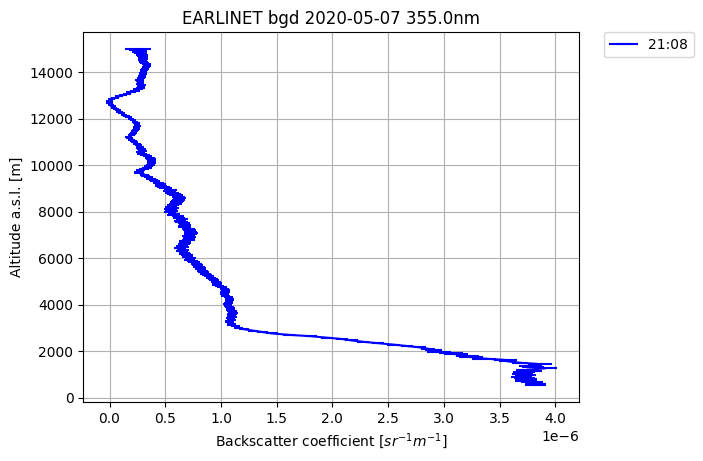 EARLINET bgd 2020-05-07 355.0nm
21:08
14000
12000
10000
8000
6000
4000
2000
0
Altitude a.s.l. [m]
0.0 0.5 1.0 1.5 2.0 2.5 3.0 3.5 4.0
1e−6
Backscatter coefficient [sr⁻¹m⁻¹]